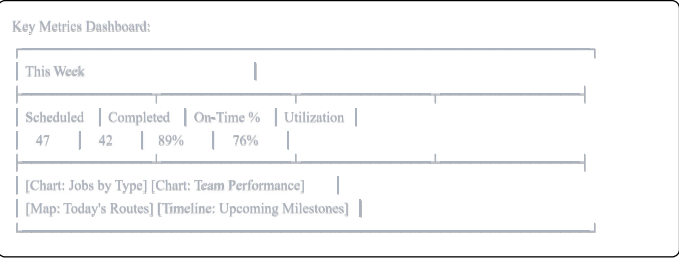 Key Metrics Dashboard:
This Week
Scheduled | Completed | On-Time % | Utilization |
47 | 42 | 89% | 76% |
[Chart: Jobs by Type] [Chart: Team Performance] |
[Map: Today's Routes] [Timeline: Upcoming Milestones] |